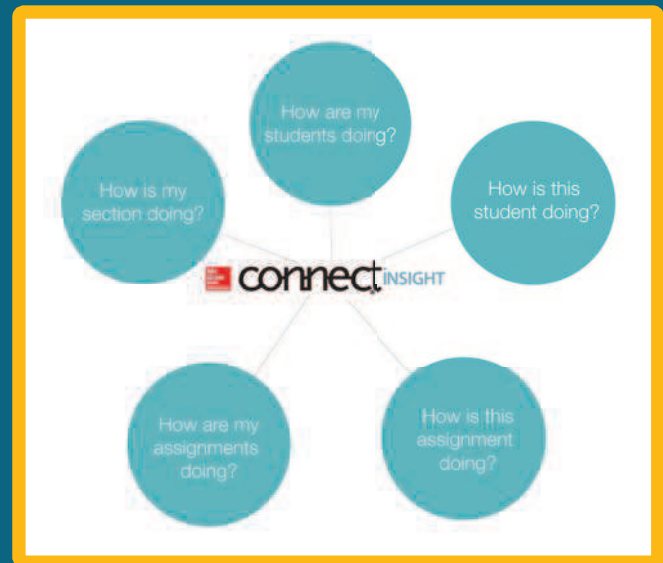 How are my
students doing?
How is my
section doing?
How is this
student doing?
connect INSIGHT
How are my
assignments
doing?
How is this
assignment
doing?